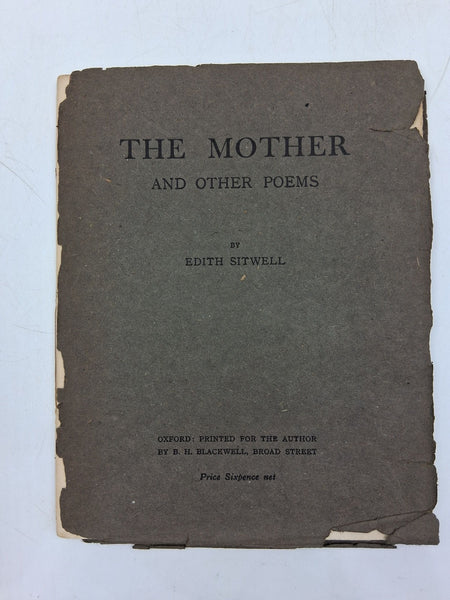 THE MOTHER
AND OTHER POEMS
BY
EDITH SITWELL
OXFORD: PRINTED FOR THE AUTHOR
BY B. H. BLACKWELL, BROAD STREET
Price Sixpence net